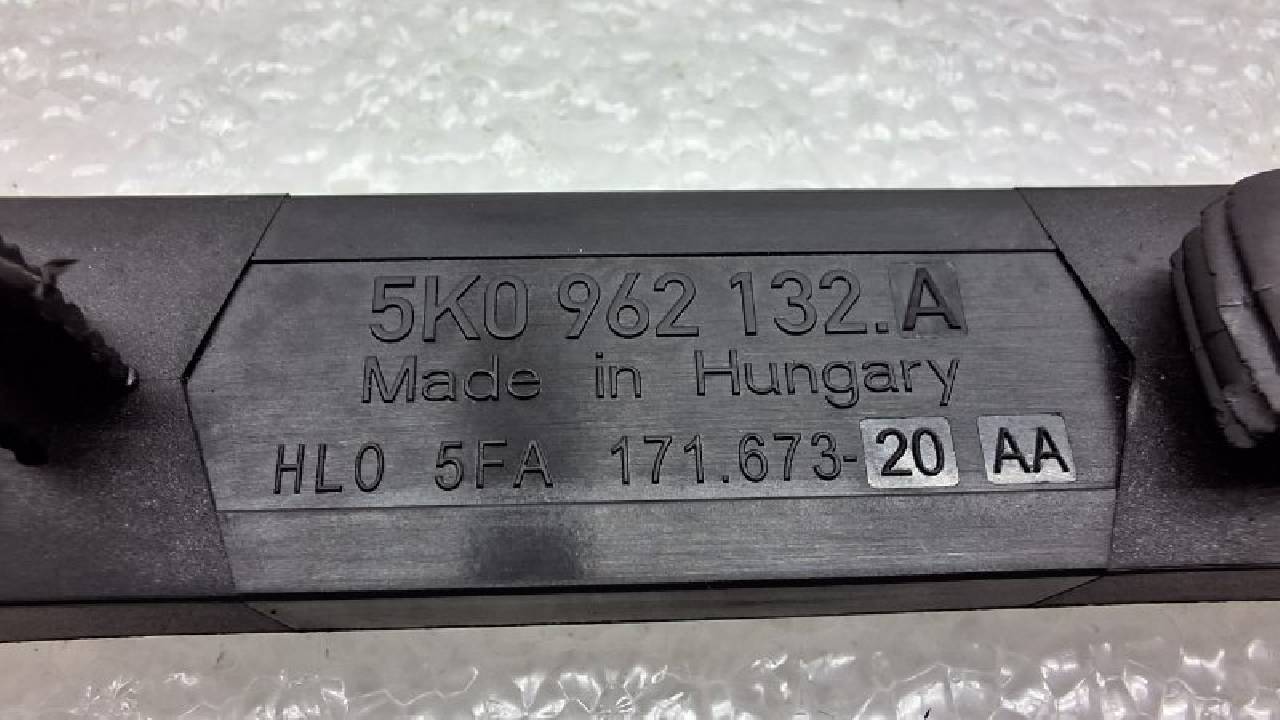 5K0 962 132.A
Made in Hungary
HL0 5FA 171.673-20 AA